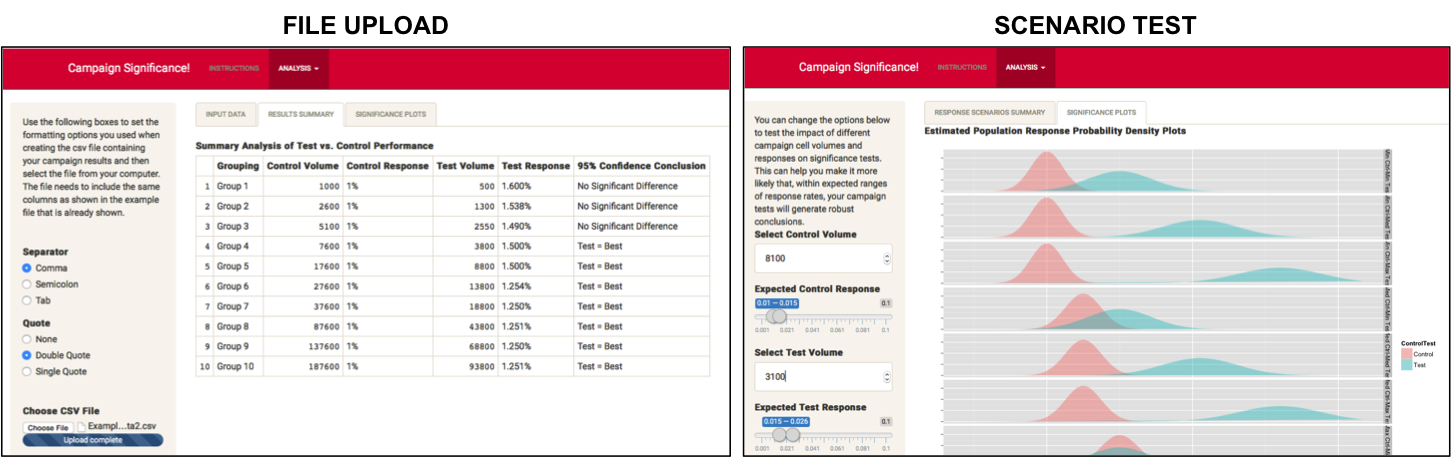 FILE UPLOAD
Campaign Significance!
INSTRUCTIONS
ANALYSIS
Use the following boxes to set the
formatting options you used when
creating the csv file containing
your campaign results and then
select the file from your computer.
The file needs to include the same
columns as shown in the example
file that is already shown.
Separator
Comma
Semicolon
Tab
Quote
None
Double Quote
Single Quote
Choose CSV File
Choose File Exampl...ta2.csv
Upload complete
INPUT DATA RESULTS SUMMARY SIGNIFICANCE PLOTS
Summary Analysis of Test vs. Control Performance
Grouping Control Volume Control Response Test Volume Test Response 95% Confidence Conclusion
1 Group 1 1000 1% 500 1.600% No Significant Difference
2 Group 2 2600 1% 1300 1.538% No Significant Difference
3 Group 3 5100 1% 2550 1.490% No Significant Difference
4 Group 4 7600 1% 3800 1.500% Test = Best
5 Group 5 17600 1% 8800 1.500% Test = Best
6 Group 6 27600 1% 13800 1.254% Test = Best
7 Group 7 37600 1% 18800 1.250% Test = Best
8 Group 8 87600 1% 43800 1.251% Test = Best
9 Group 9 137600 1% 68800 1.250% Test = Best
10 Group 10 187600 1% 93800 1.251% Test = Best
SCENARIO TEST
Campaign Significance!
INSTRUCTIONS
ANALYSIS
You can change the options below
to test the impact of different
campaign cell volumes and
responses on significance tests.
This can help you make it more
likely that, within expected ranges
of response rates, your campaign
tests will generate robust
conclusions.
Select Control Volume
8100
Expected Control Response
0.01 — 0.015 0.1
0.001 0.021 0.041 0.061 0.081 0.1
Select Test Volume
3100
Expected Test Response
0.015 — 0.026 0.1
0.001 0.021 0.041 0.061 0.081 0.1
RESPONSE SCENARIOS SUMMARY SIGNIFICANCE PLOTS
Estimated Population Response Probability Density Plots
ControlTest
Control
Test